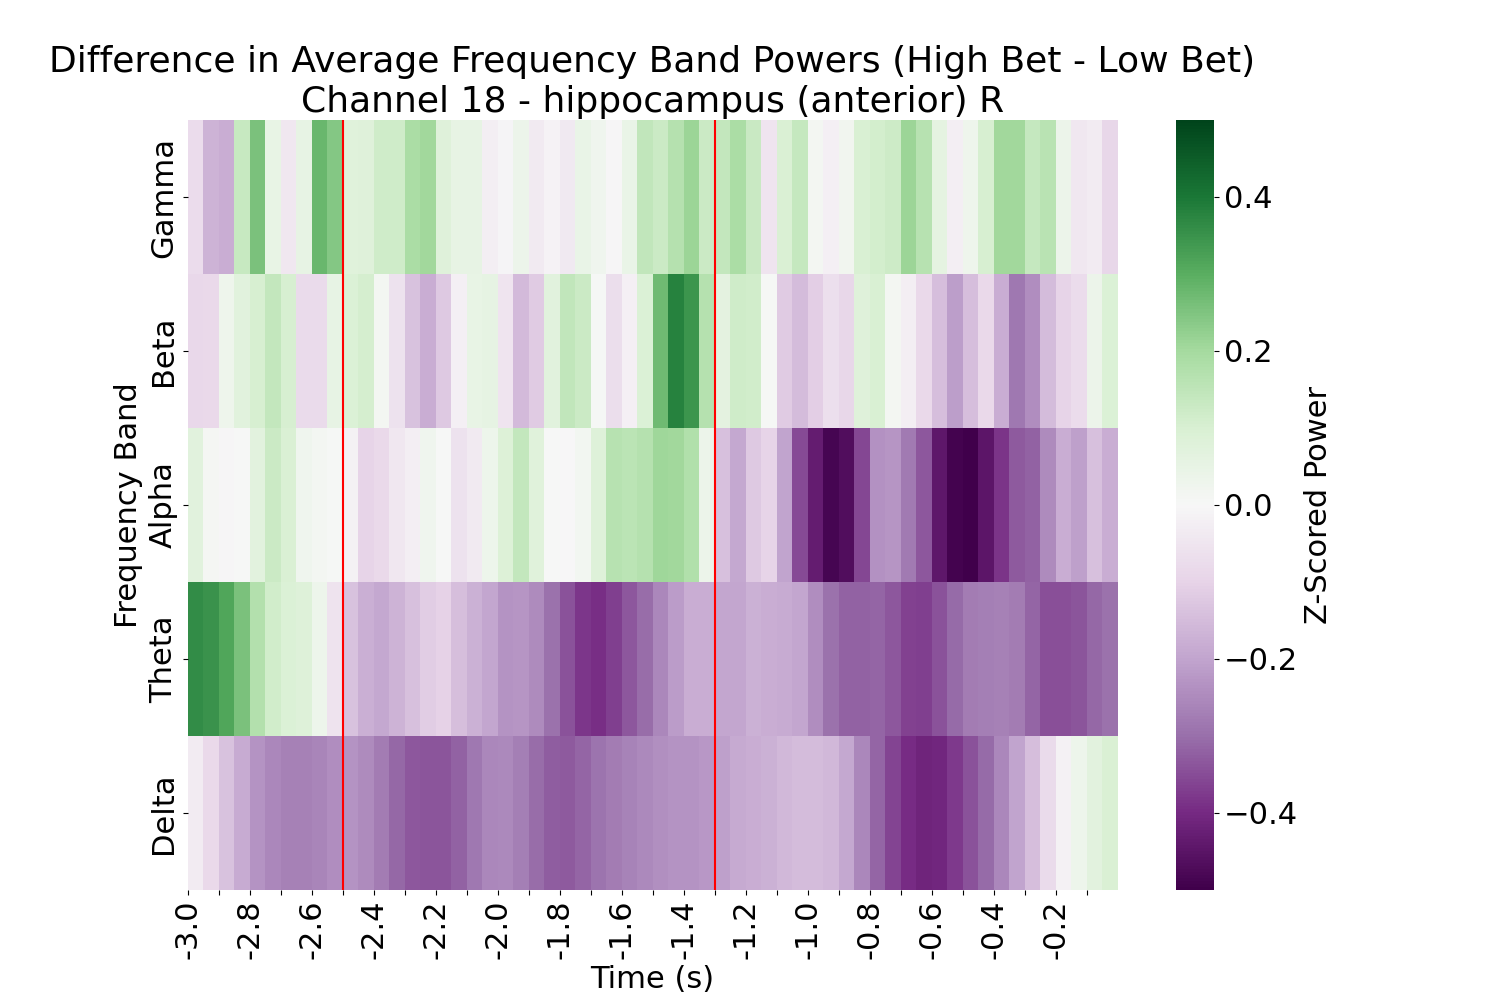 Difference in Average Frequency Band Powers (High Bet - Low Bet)
Channel 18 - hippocampus (anterior) R
Frequency Band
Gamma
Beta
Alpha
Theta
Delta
-3.0
-2.8
-2.6
-2.4
-2.2
-2.0
-1.8
-1.6
-1.4
-1.2
-1.0
-0.8
-0.6
-0.4
-0.2
Time (s)
0.4
0.2
0.0
−0.2
−0.4
Z-Scored Power